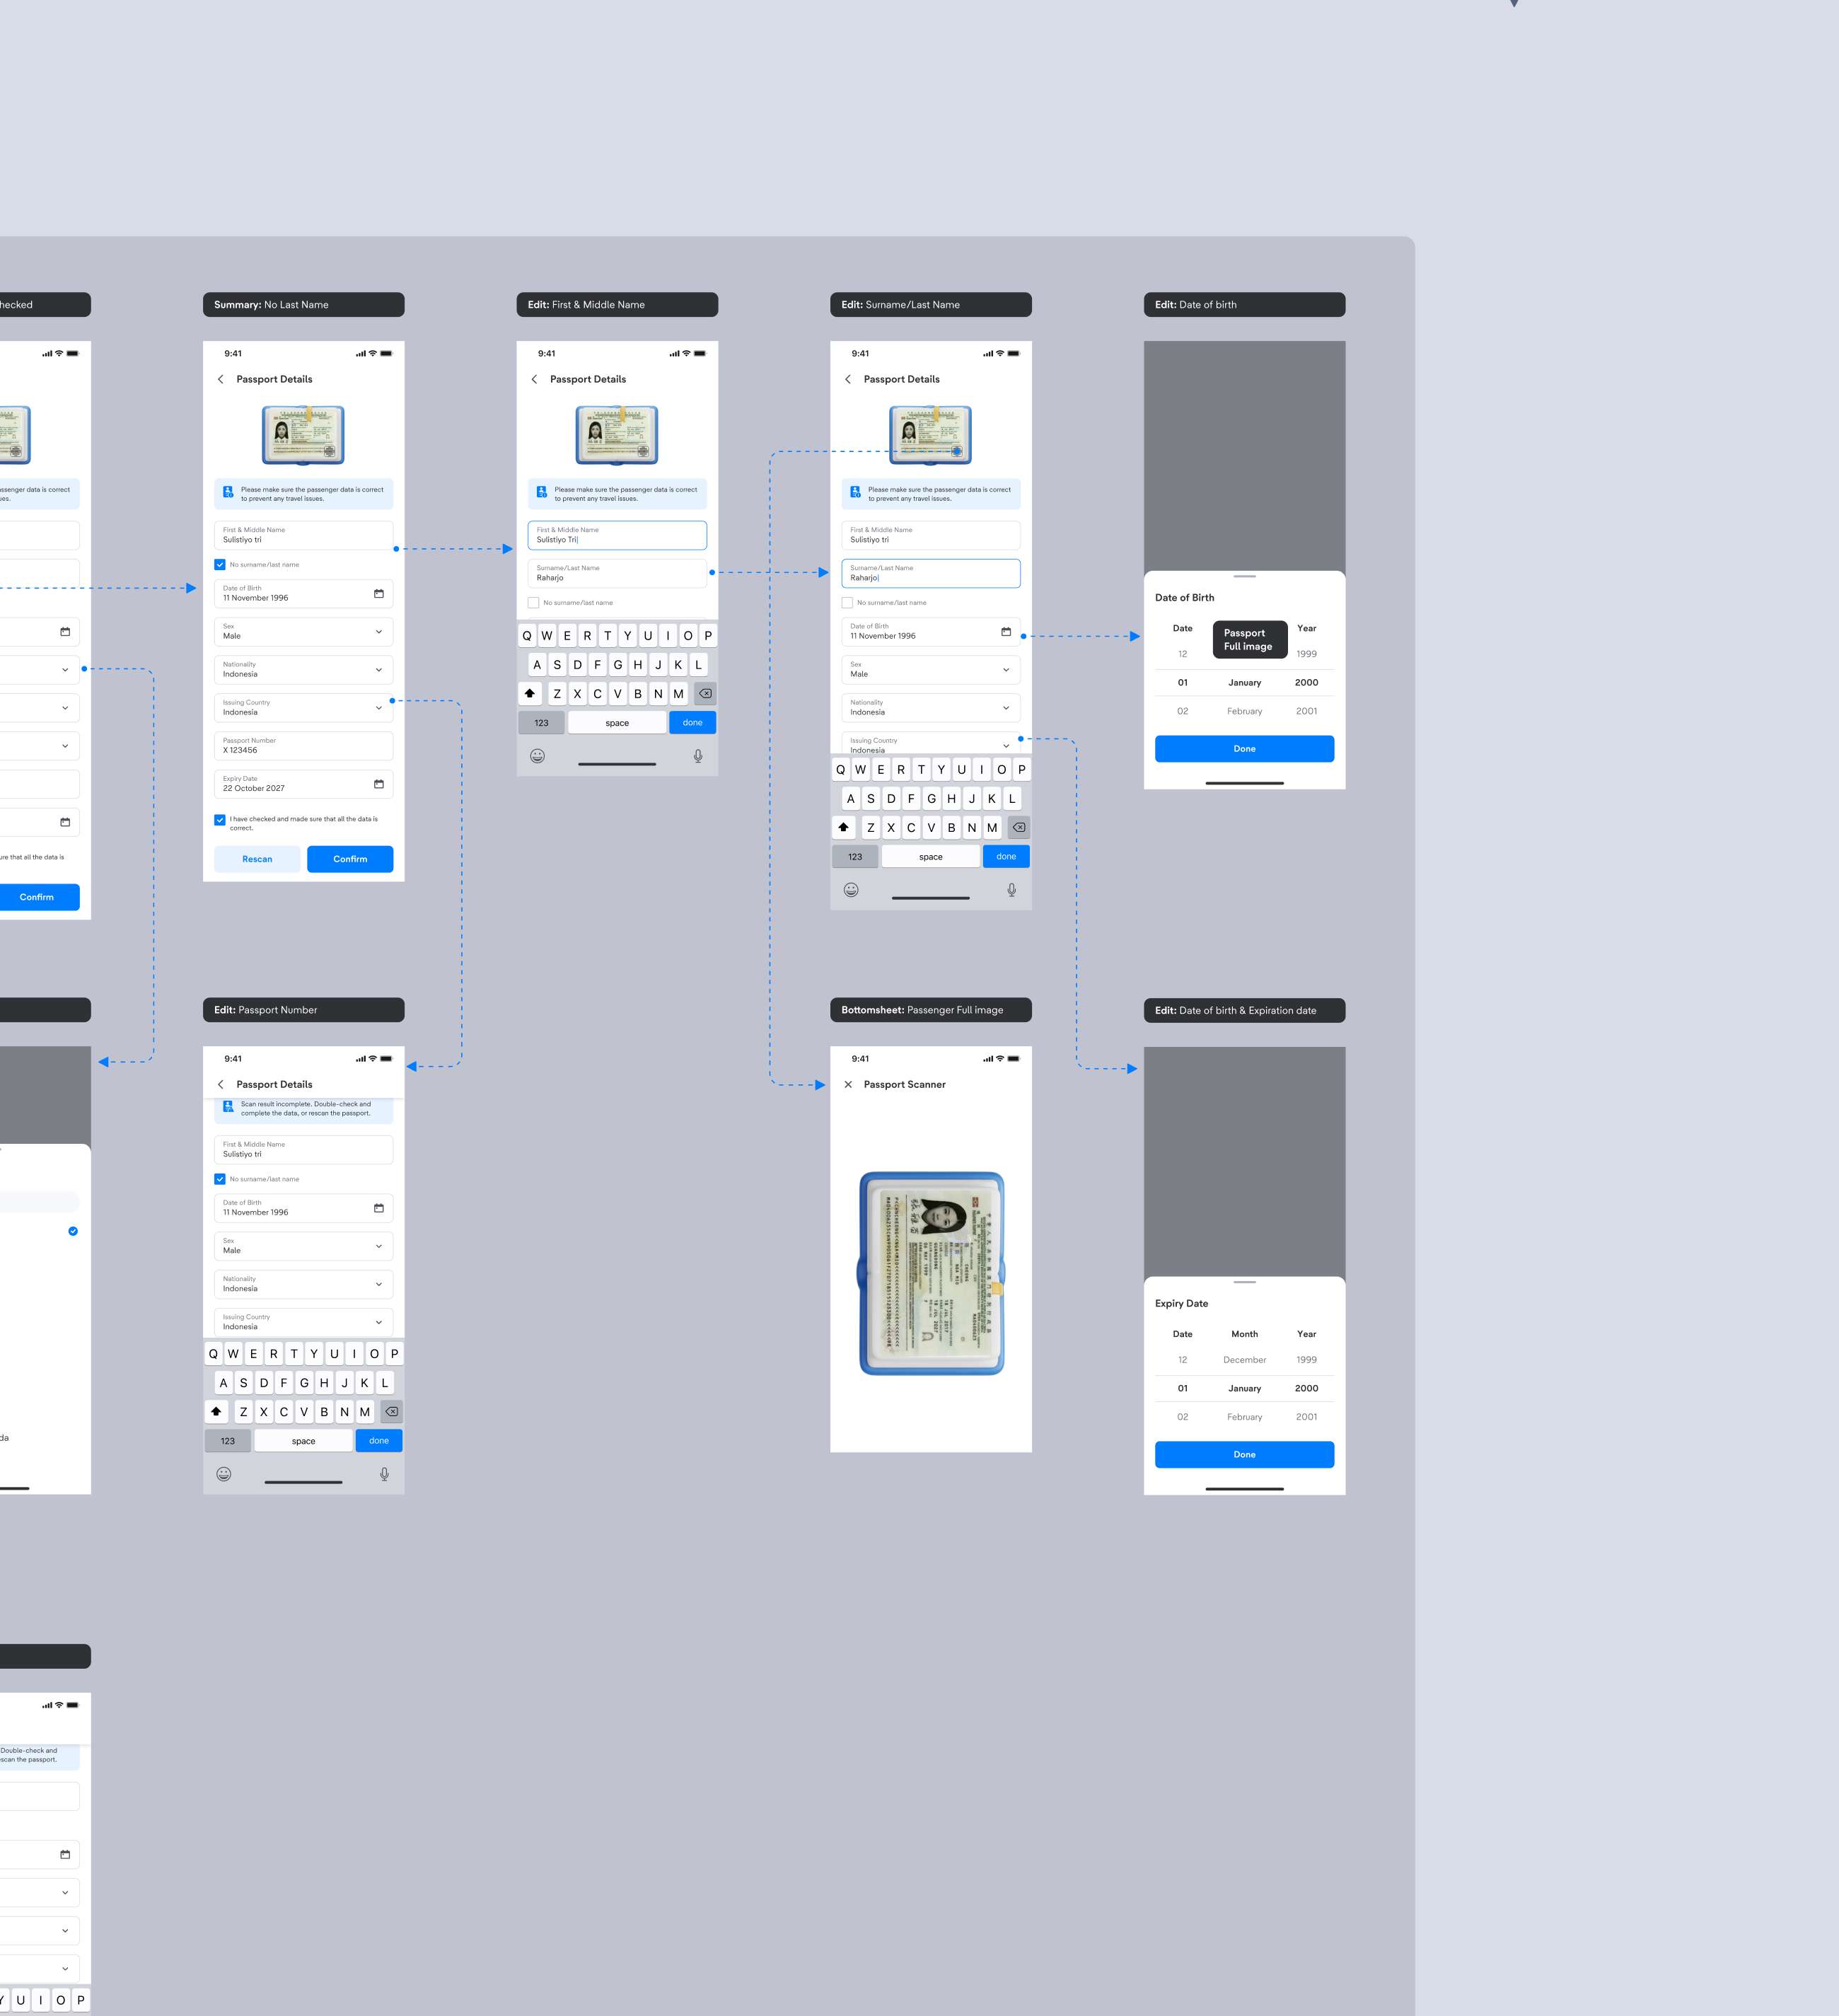 hecked
Summary: No Last Name
Edit: First & Middle Name
Edit: Surname/Last Name
Edit: Date of birth
assenger data is correct
ues.
ure that all the data is
Confirm
9:41
Passport Details
Please make sure the passenger data is correct
to prevent any travel issues.
First & Middle Name
Sulistiyo tri
No surname/last name
Date of Birth
11 November 1996
Sex
Male
Nationality
Indonesia
Issuing Country
Indonesia
Passport Number
X 123456
Expiry Date
22 October 2027
I have checked and made sure that all the data is
correct.
Rescan
Confirm
9:41
Passport Details
Please make sure the passenger data is correct
to prevent any travel issues.
First & Middle Name
Sulistiyo Tri
Surname/Last Name
Raharjo
No surname/last name
Q W E R T Y U I O P
A S D F G H J K L
Z X C V B N M
123 space done
9:41
Passport Details
Please make sure the passenger data is correct
to prevent any travel issues.
First & Middle Name
Sulistiyo tri
Surname/Last Name
Raharjo
No surname/last name
Date of Birth
11 November 1996
Sex
Male
Nationality
Indonesia
Issuing Country
Indonesia
Q W E R T Y U I O P
A S D F G H J K L
Z X C V B N M
123 space done
Date of Birth
Date Year
Passport
Full image
12 1999
01 January 2000
02 February 2001
Done
Edit: Passport Number
Bottomsheet: Passenger Full image
Edit: Date of birth & Expiration date
da
9:41
Passport Details
Scan result incomplete. Double-check and
complete the data, or rescan the passport.
First & Middle Name
Sulistiyo tri
No surname/last name
Date of Birth
11 November 1996
Sex
Male
Nationality
Indonesia
Issuing Country
Indonesia
Q W E R T Y U I O P
A S D F G H J K L
Z X C V B N M
123 space done
9:41
Passport Scanner
Expiry Date
Date Month Year
12 December 1999
01 January 2000
02 February 2001
Done
Double-check and
escan the passport.
Y U I O P